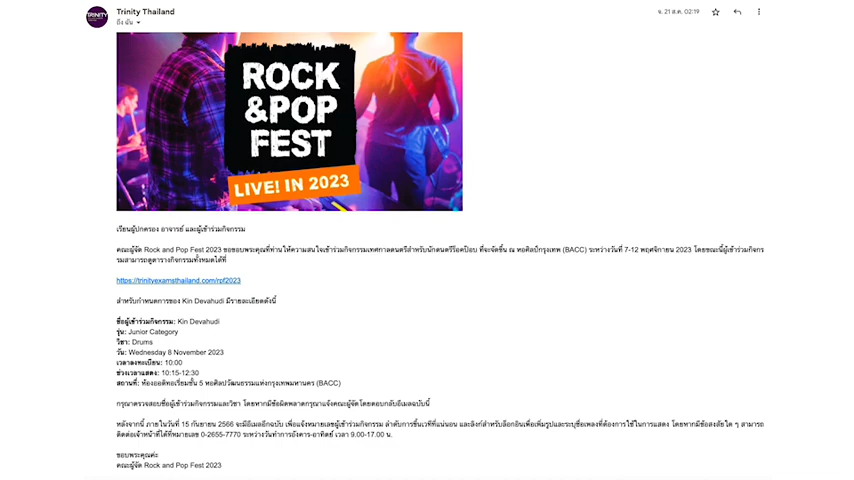 TRINITY
Trinity Thailand
ถึง ฉัน
จ. 21 ส.ค. 02:19
ROCK
&POP
FEST
LIVE! IN 2023
เรียนผู้ปกครอง อาจารย์ และผู้เข้าร่วมกิจกรรม
คณะผู้จัด Rock and Pop Fest 2023 ขอขอบพระคุณที่ท่านให้ความสนใจเข้าร่วมกิจกรรมเทศกาลดนตรีสำหรับนักดนตรีร็อคป๊อบ ที่จะจัดขึ้น ณ หอศิลป์กรุงเทพ (BACC) ระหว่างวันที่ 7-12 พฤศจิกายน 2023 โดยขณะนี้ผู้เข้าร่วมกิจกร
รมสามารถดูตารางกิจกรรมทั้งหมดได้ที่
https://trinityexamsthailand.com/rpf2023
สำหรับกำหนดการของ Kin Devahudi มีรายละเอียดดังนี้
ชื่อผู้เข้าร่วมกิจกรรม: Kin Devahudi
รุ่น: Junior Category
วิชา: Drums
วัน: Wednesday 8 November 2023
เวลาลงทะเบียน: 10.00
ช่วงเวลาแสดง: 10:15-12:30
สถานที่: ห้องออดิทอเรียมชั้น 5 หอศิลปวัฒนธรรมแห่งกรุงเทพมหานคร (BACC)
กรุณาตรวจสอบชื่อผู้เข้าร่วมกิจกรรมและวิชา โดยหากมีข้อผิดพลาดกรุณาแจ้งคณะผู้จัดโดยตอบกลับอีเมลฉบับนี้
หลังจากนี้ ภายในวันที่ 15 กันยายน 2566 จะมีอีเมลอีกฉบับ เพื่อแจ้งหมายเลขผู้เข้าร่วมกิจกรรม ลำดับการขึ้นเวทีที่แน่นอน และลิงก์สำหรับล็อกอินเพื่อเพิ่มรูปและระบุชื่อเพลงที่ต้องการใช้ในการแสดง โดยหากมีข้อสงสัยใด ๆ สามารถ
ติดต่อเจ้าหน้าที่ได้ที่หมายเลข 0-2655-7770 ระหว่างวันทำการอังคาร-อาทิตย์ เวลา 9.00-17.00 น.
ขอบพระคุณค่ะ
คณะผู้จัด Rock and Pop Fest 2023